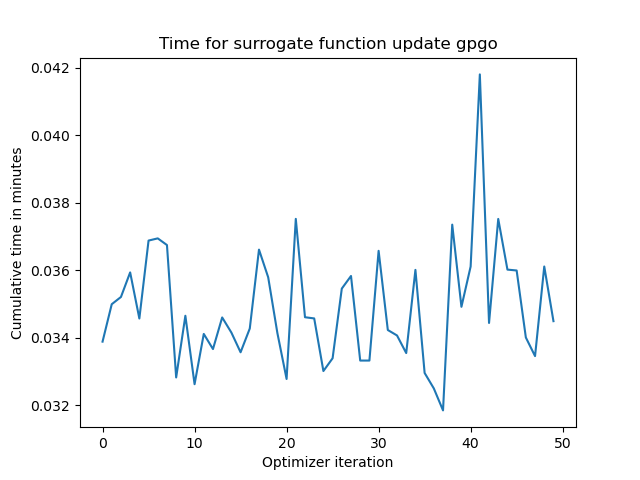 Time for surrogate function update gpgo
0.042
0.040
0.038
0.036
0.034
0.032
Cumulative time in minutes
0 10 20 30 40 50
Optimizer iteration